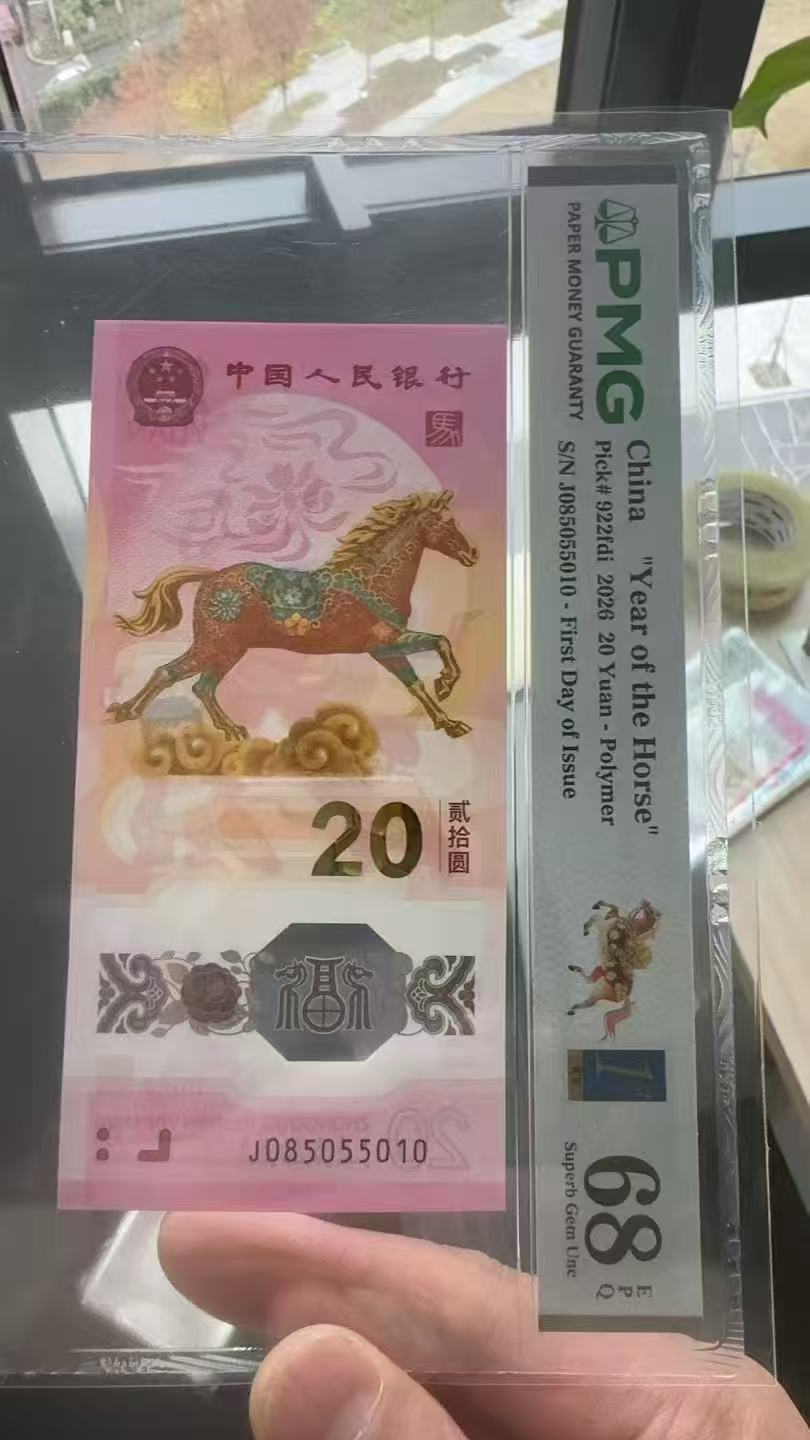 中国人民银行
馬
20
贰拾圆
J085055010
PMG
PAPER MONEY GUARANTY
China "Year of the Horse"
Pick# 922fdi 2026 20 Yuan - Polymer
S/N J085055010 - First Day of Issue
68 EPQ
Superb Gem Unc